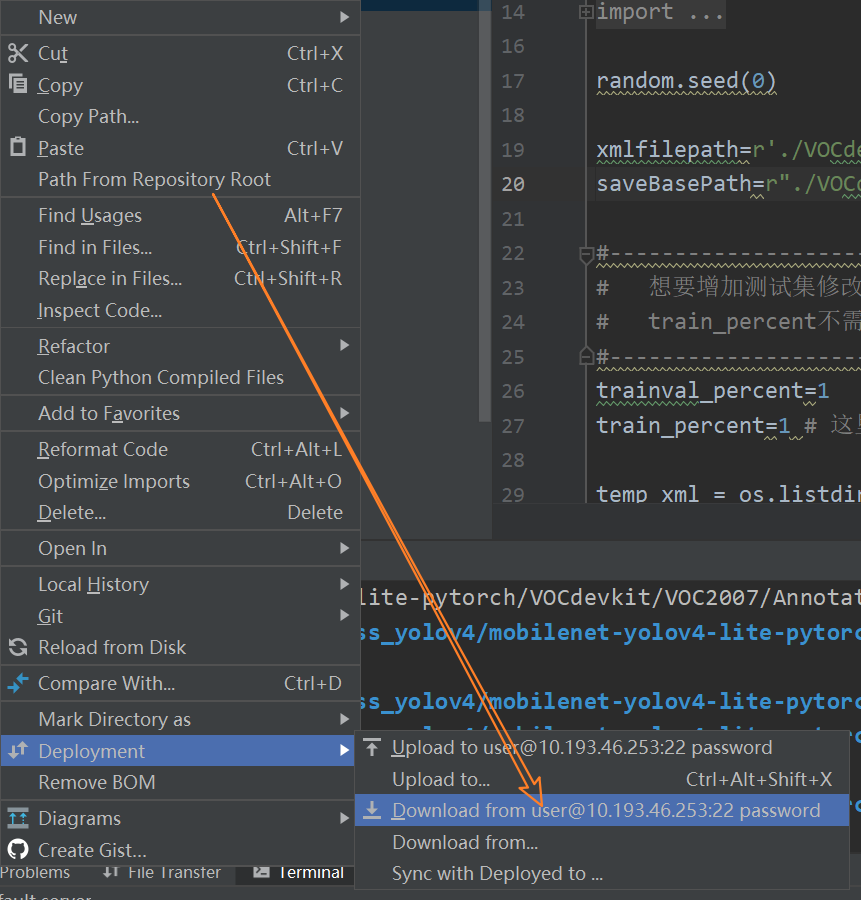 New
Cut Ctrl+X
Copy Ctrl+C
Copy Path...
Paste Ctrl+V
Path From Repository Root
Find Usages Alt+F7
Find in Files... Ctrl+Shift+F
Replace in Files... Ctrl+Shift+R
Inspect Code...
Refactor
Clean Python Compiled Files
Add to Favorites
Reformat Code Ctrl+Alt+L
Optimize Imports Ctrl+Alt+O
Delete... Delete
Open In
Local History
Git
Reload from Disk
Compare With... Ctrl+D
Mark Directory as
Deployment
Remove BOM
Diagrams
Create Gist...
Upload to user@10.193.46.253:22 password
Upload to... Ctrl+Alt+Shift+X
Download from user@10.193.46.253:22 password
Download from...
Sync with Deployed to ...
14 import ...
16
17 random.seed(0)
18
19 xmlfilepath=r'./VOCde
20 saveBasePath=r"./VOC
21
22 #----------------------
23 # 想要增加测试集修改
24 # train_percent不需
25 #----------------------
26 trainval_percent=1
27 train_percent=1 # 这里
28
29 temp_xml = os.listdir
lite-pytorch/VOCdevkit/VOC2007/Annotat
ss_yolov4/mobilenet-yolov4-lite-pytorc
ss_yolov4/mobilenet-yolov4-lite-pytorc
Problems File Transfer Terminal
fault server